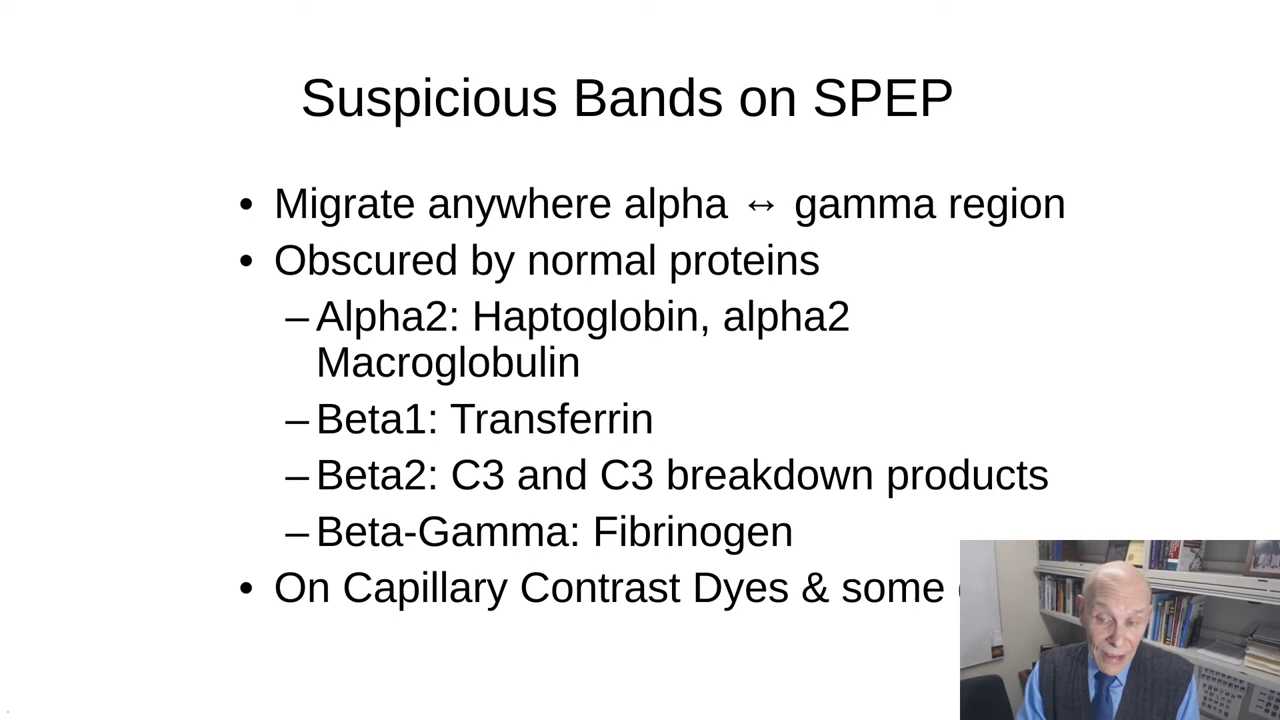 Suspicious Bands on SPEP
• Migrate anywhere alpha ↔ gamma region
• Obscured by normal proteins
– Alpha2: Haptoglobin, alpha2
Macroglobulin
– Beta1: Transferrin
– Beta2: C3 and C3 breakdown products
– Beta-Gamma: Fibrinogen
• On Capillary Contrast Dyes & some